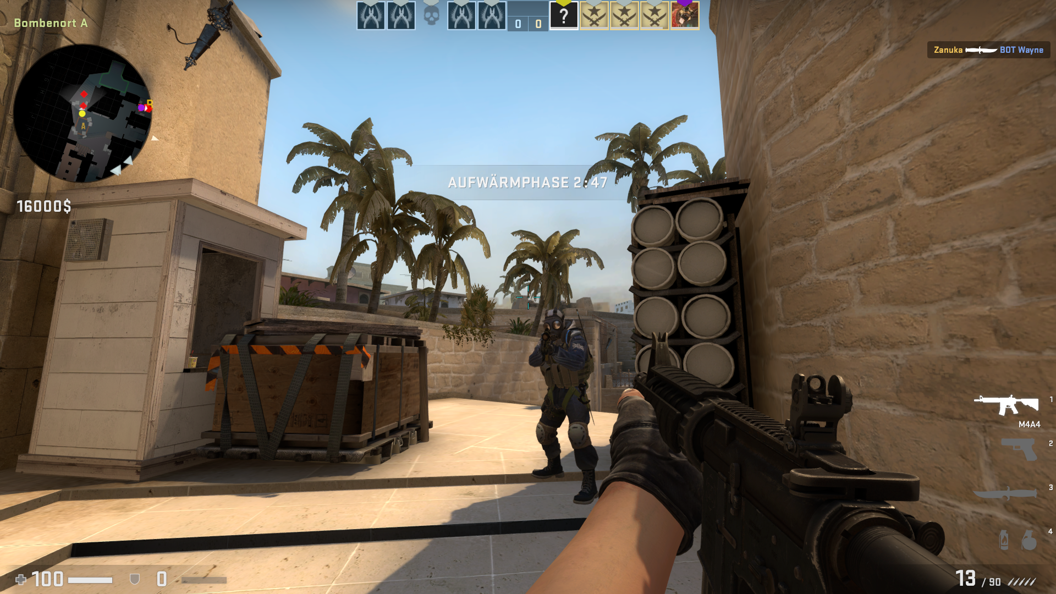 Bombenort A
0 0 ?
Zanuka BOT Wayne
AUFWÄRMPHASE 2:47
16000$
1
M4A4
2
3
4
100 0
13 / 90